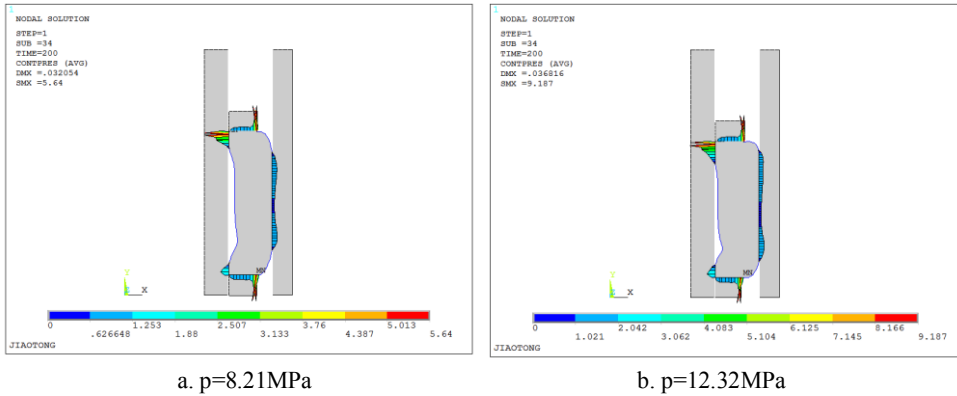 1
NODAL SOLUTION
STEP=1
SUB =34
TIME=200
CONTPRES (AVG)
DMX =.032054
SMX =5.64
MN
Y
Z X
0 1.253 2.507 3.76 5.013
.626648 1.88 3.133 4.387 5.64
JIAOTONG
a. p=8.21MPa
1
NODAL SOLUTION
STEP=1
SUB =34
TIME=200
CONTPRES (AVG)
DMX =.036816
SMX =9.187
MN
Y
Z X
0 2.042 4.083 6.125 8.166
1.021 3.062 5.104 7.145 9.187
JIAOTONG
b. p=12.32MPa